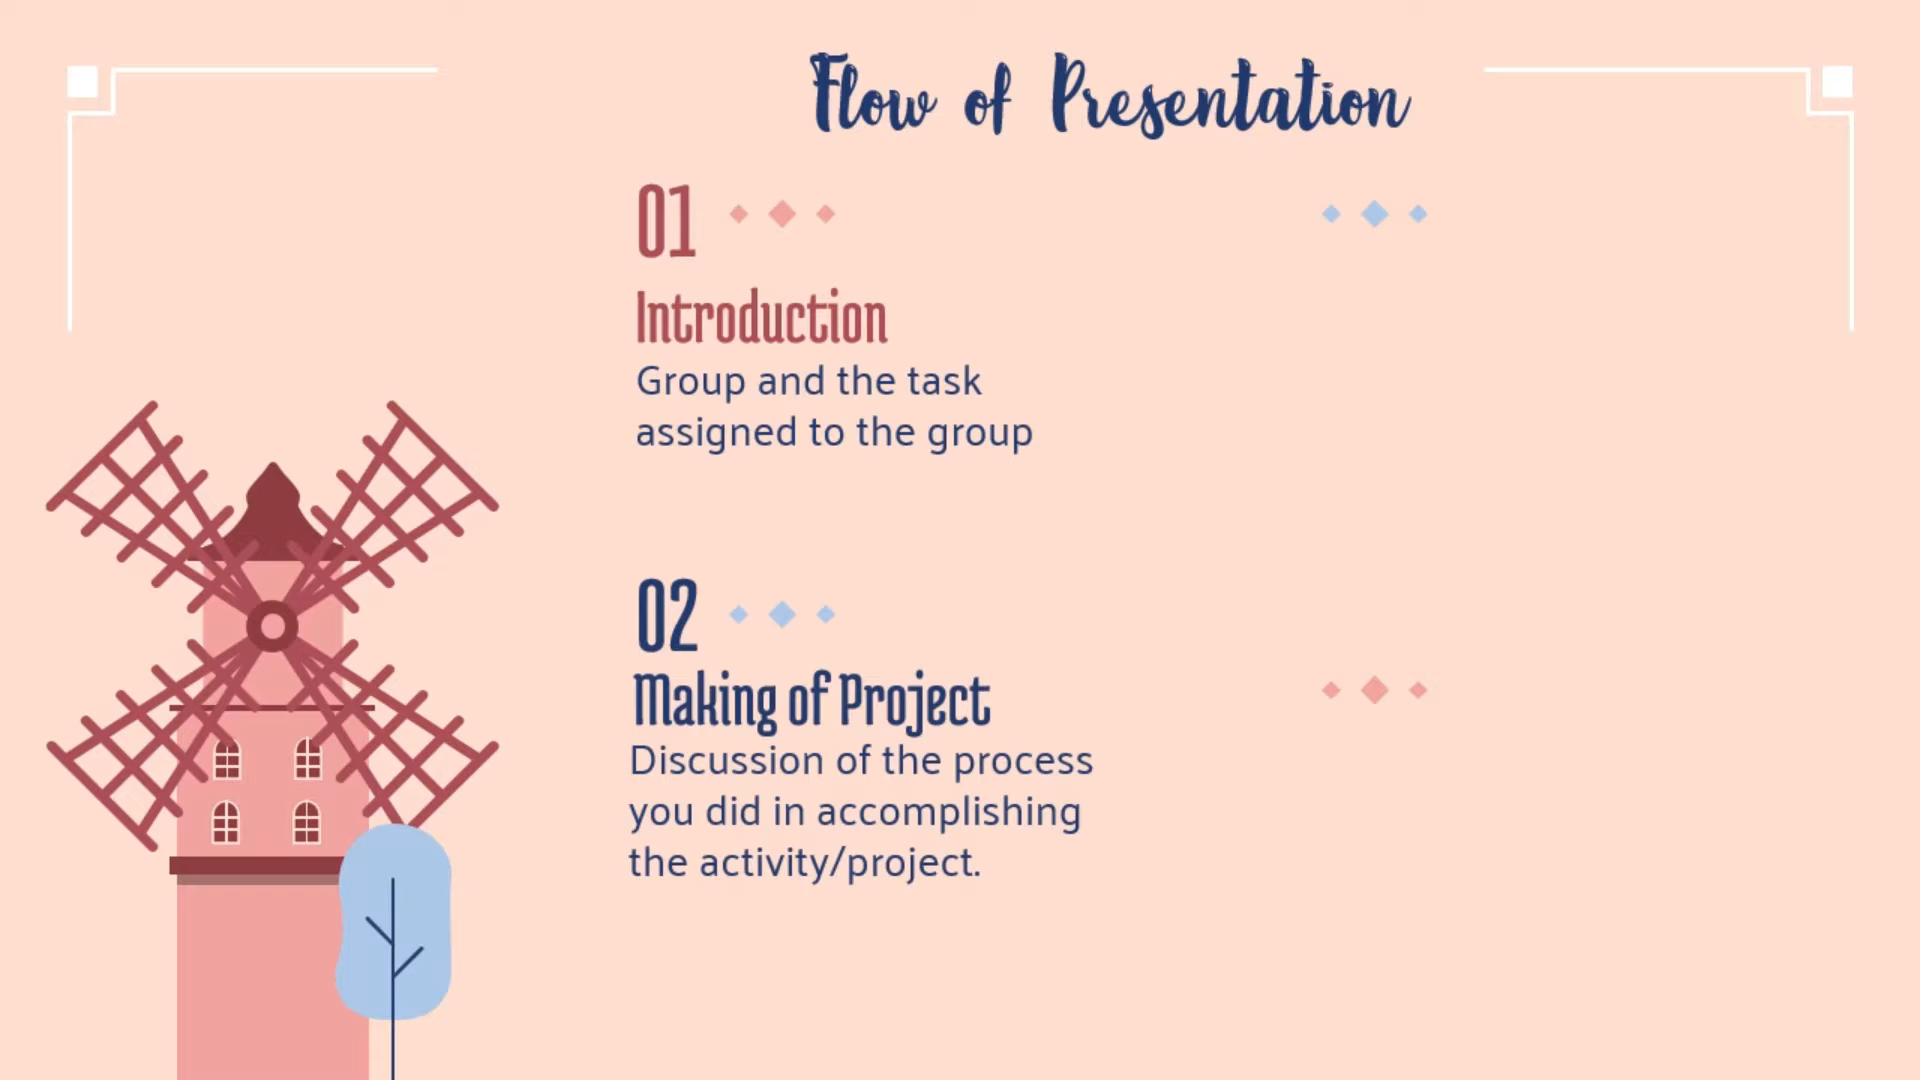 Flow of Presentation
01
Introduction
Group and the task
assigned to the group
02
Making of Project
Discussion of the process
you did in accomplishing
the activity/project.